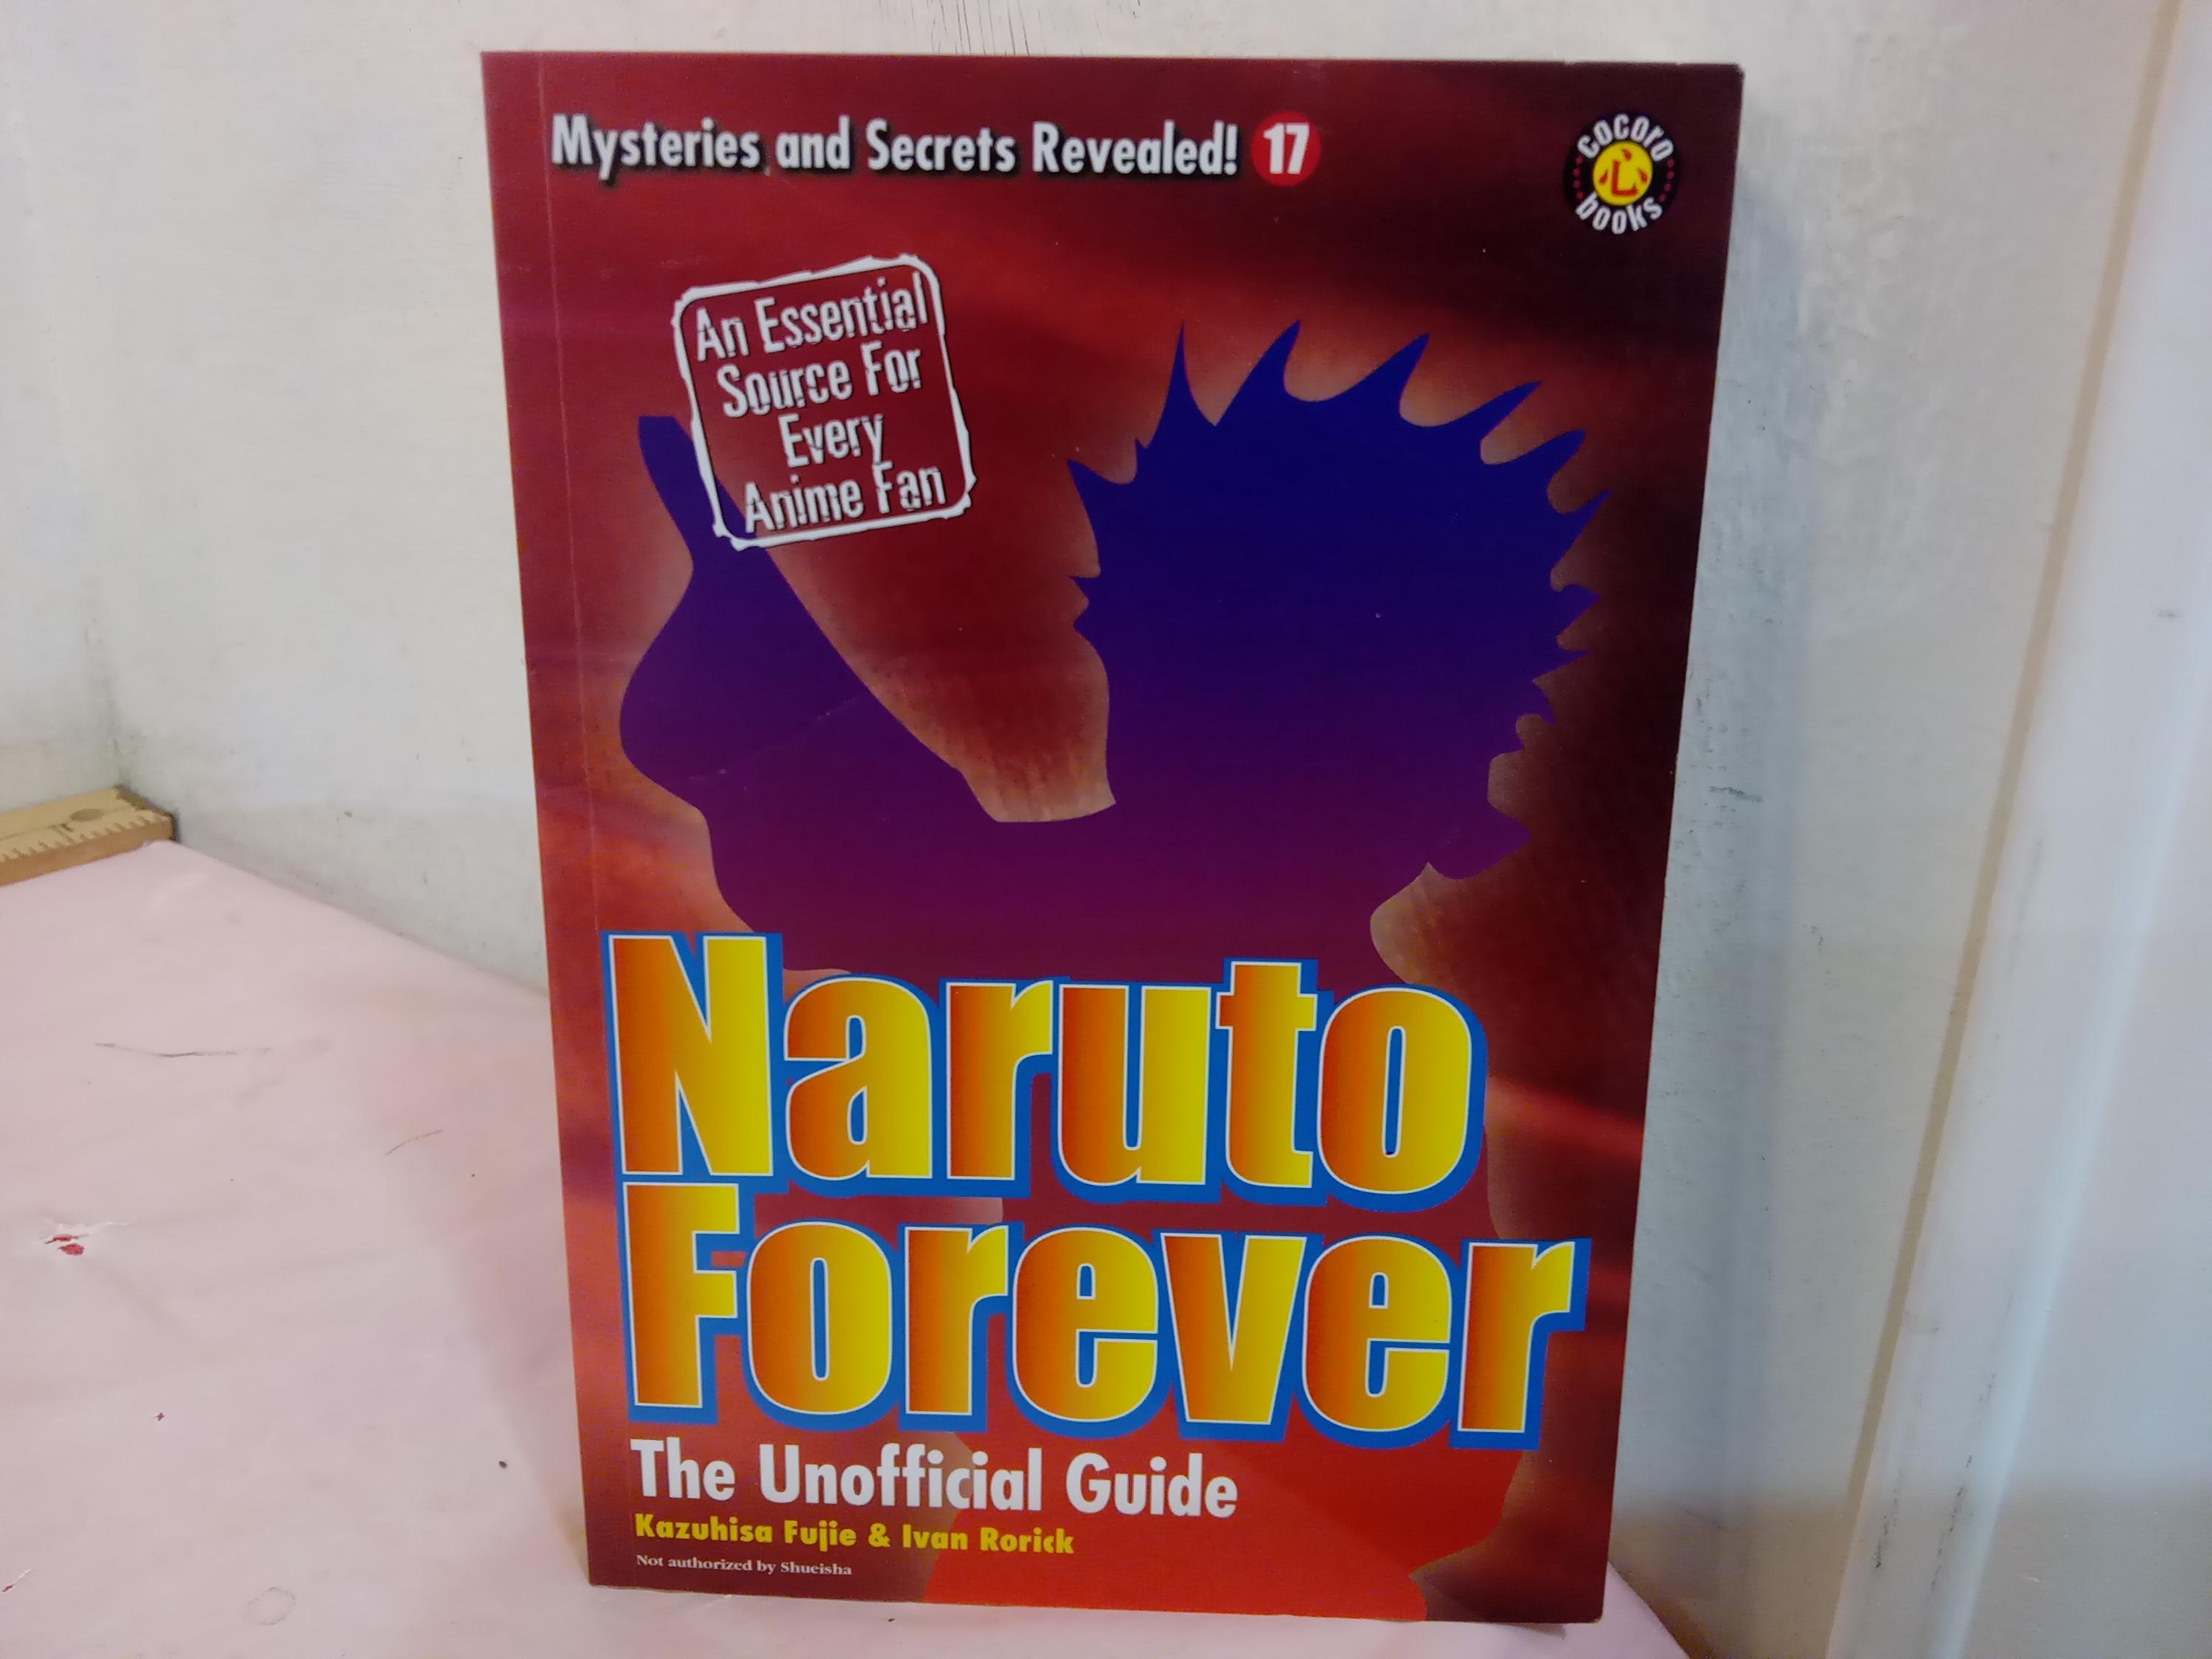 Mysteries and Secrets Revealed! 17
cocoro
心
books
An Essential
Source For
Every
Anime Fan
Naruto
Forever
The Unofficial Guide
Kazuhisa Fujie & Ivan Rorick
Not authorized by Shueisha